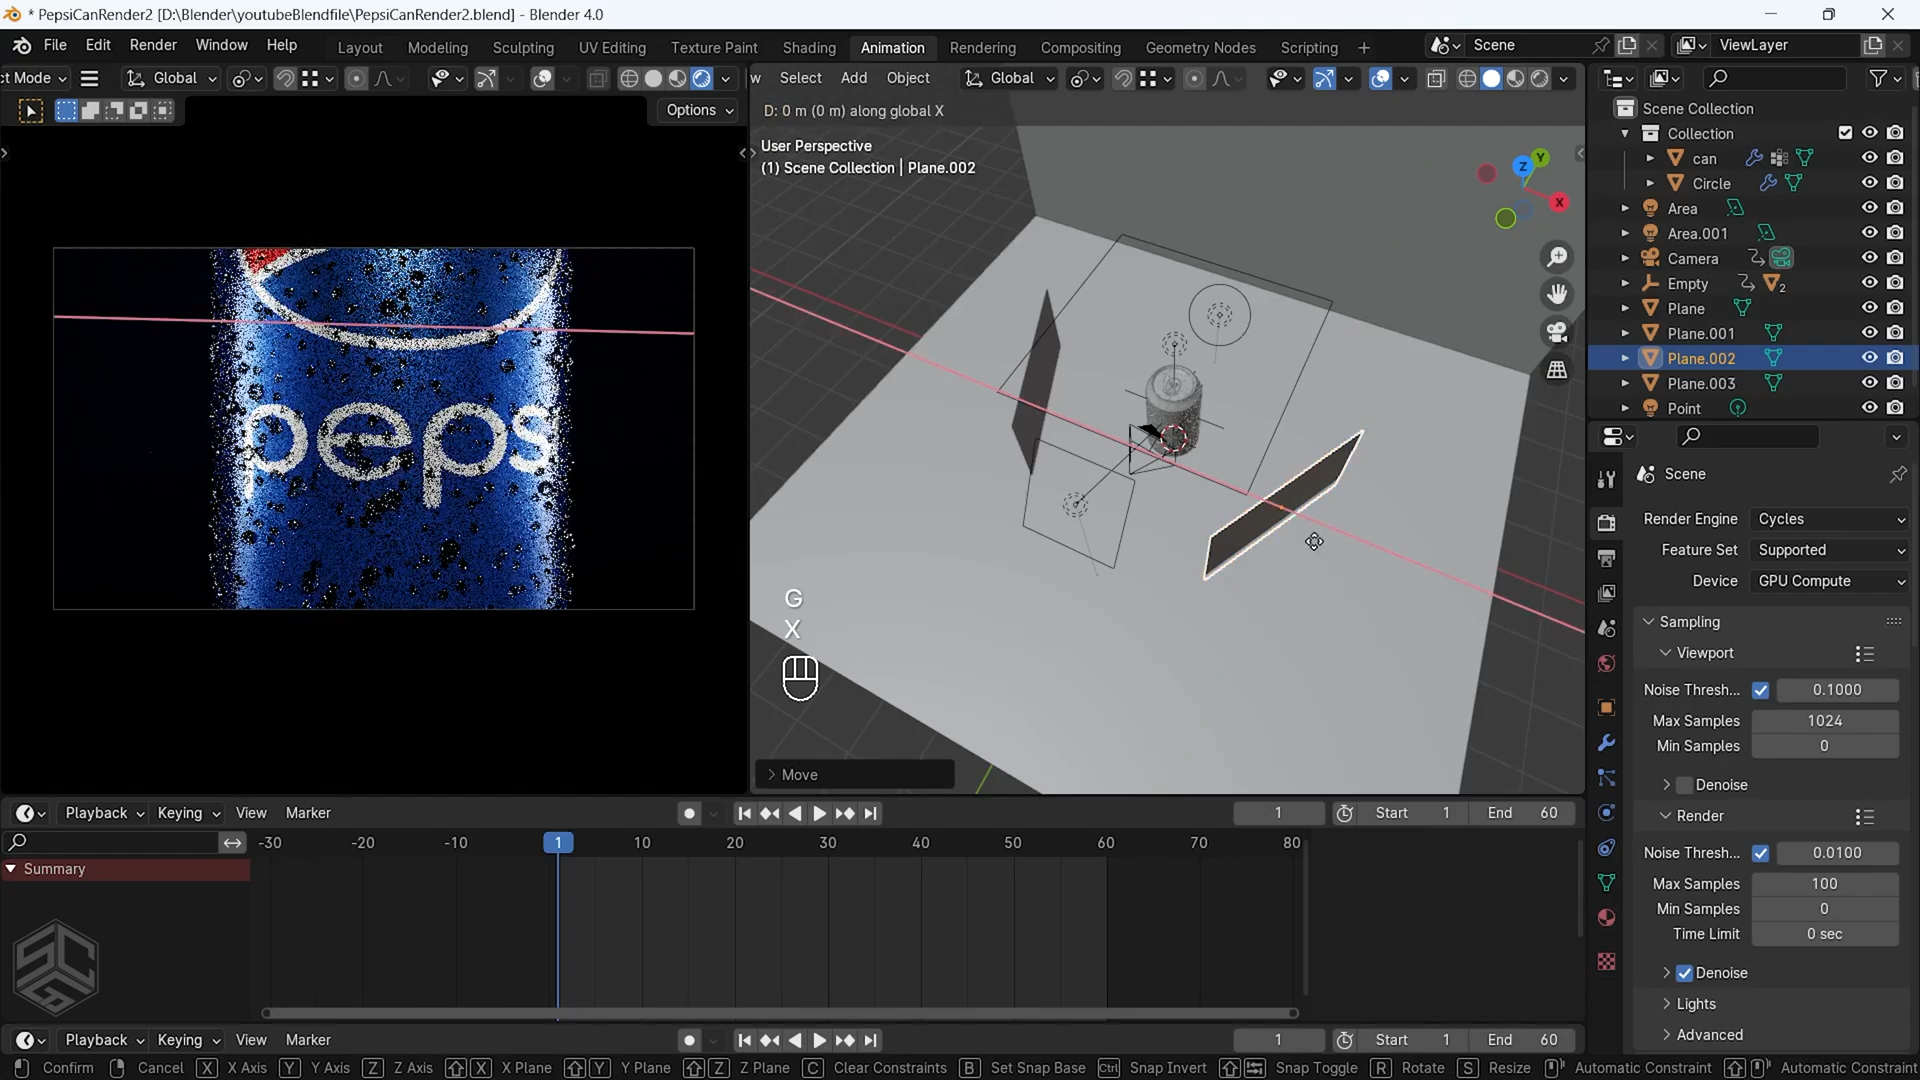 * PepsiCanRender2 [D:\Blender\youtubeBlendfile\PepsiCanRender2.blend] - Blender 4.0
File Edit Render Window Help Layout Modeling Sculpting UV Editing Texture Paint Shading Animation Rendering Compositing Geometry Nodes Scripting + Scene ViewLayer
ct Mode Global w Select Add Object Global
Options
D: 0 m (0 m) along global X
User Perspective
(1) Scene Collection | Plane.002
Z Y X
peps
G
X
> Move
Scene Collection
Collection
can
Circle
Area
Area.001
Camera
Empty 2
Plane
Plane.001
Plane.002
Plane.003
Point
Scene
Render Engine Cycles
Feature Set Supported
Device GPU Compute
Sampling
Viewport
Noise Thresh... 0.1000
Max Samples 1024
Min Samples 0
Denoise
Render
Noise Thresh... 0.0100
Max Samples 100
Min Samples 0
Time Limit 0 sec
Denoise
Lights
Advanced
Playback Keying View Marker 1 Start 1 End 60
-30 -20 -10 1 10 20 30 40 50 60 70 80
Summary
Playback Keying View Marker 1 Start 1 End 60
Confirm Cancel X X Axis Y Y Axis Z Z Axis X X Plane Y Y Plane Z Z Plane C Clear Constraints B Set Snap Base Ctrl Snap Invert Snap Toggle R Rotate S Resize Automatic Constraint Automatic Constraint